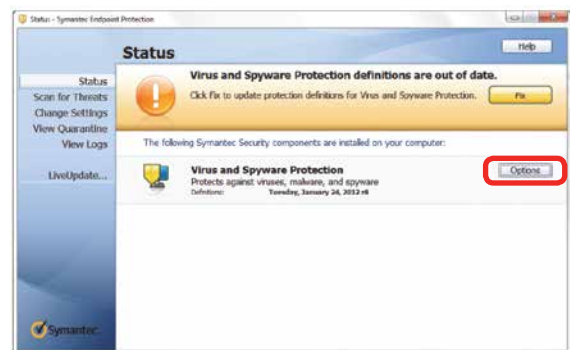 Status - Symantec Endpoint Protection
Status
Help
Status
Scan for Threats
Change Settings
View Quarantine
View Logs
LiveUpdate...
Virus and Spyware Protection definitions are out of date.
Click Fix to update protection definitions for Virus and Spyware Protection.
Fix
The following Symantec Security components are installed on your computer:
Virus and Spyware Protection
Options
Protects against viruses, malware, and spyware
Definitions: Tuesday, January 24, 2012 r8
Symantec.